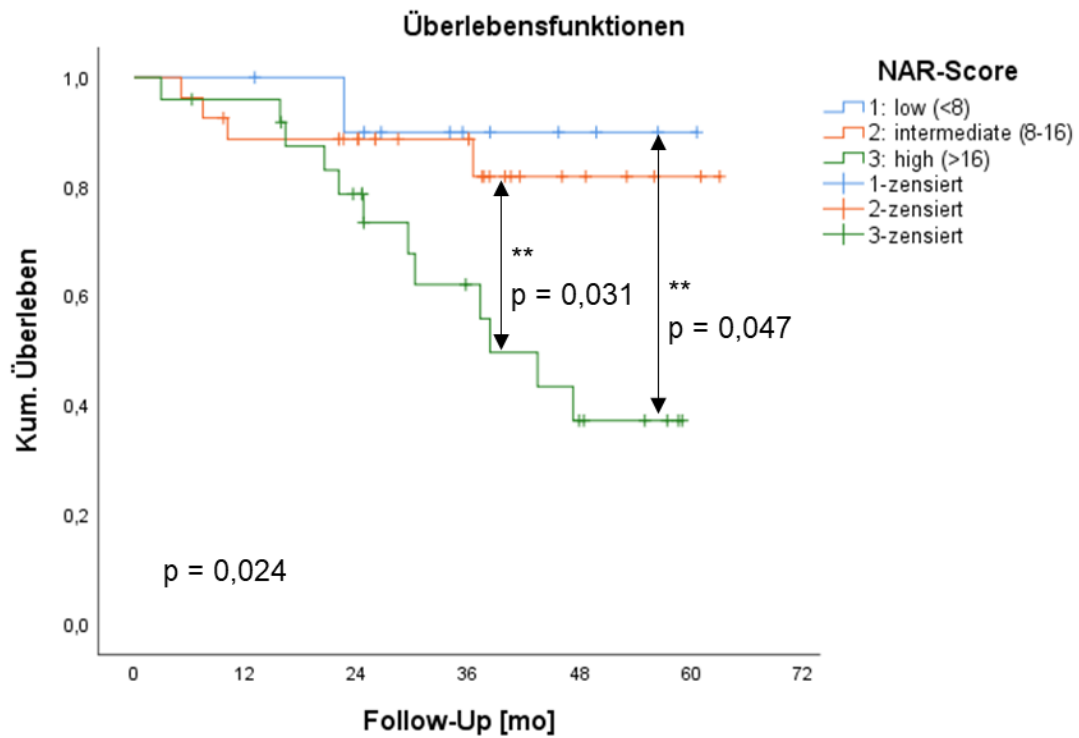 Überlebensfunktionen
NAR-Score
1: low (<8)
2: intermediate (8-16)
3: high (>16)
1-zensiert
2-zensiert
3-zensiert
Kum. Überleben
1,0
0,8
0,6
0,4
0,2
0,0
**
p = 0,031
**
p = 0,047
p = 0,024
0 12 24 36 48 60 72
Follow-Up [mo]